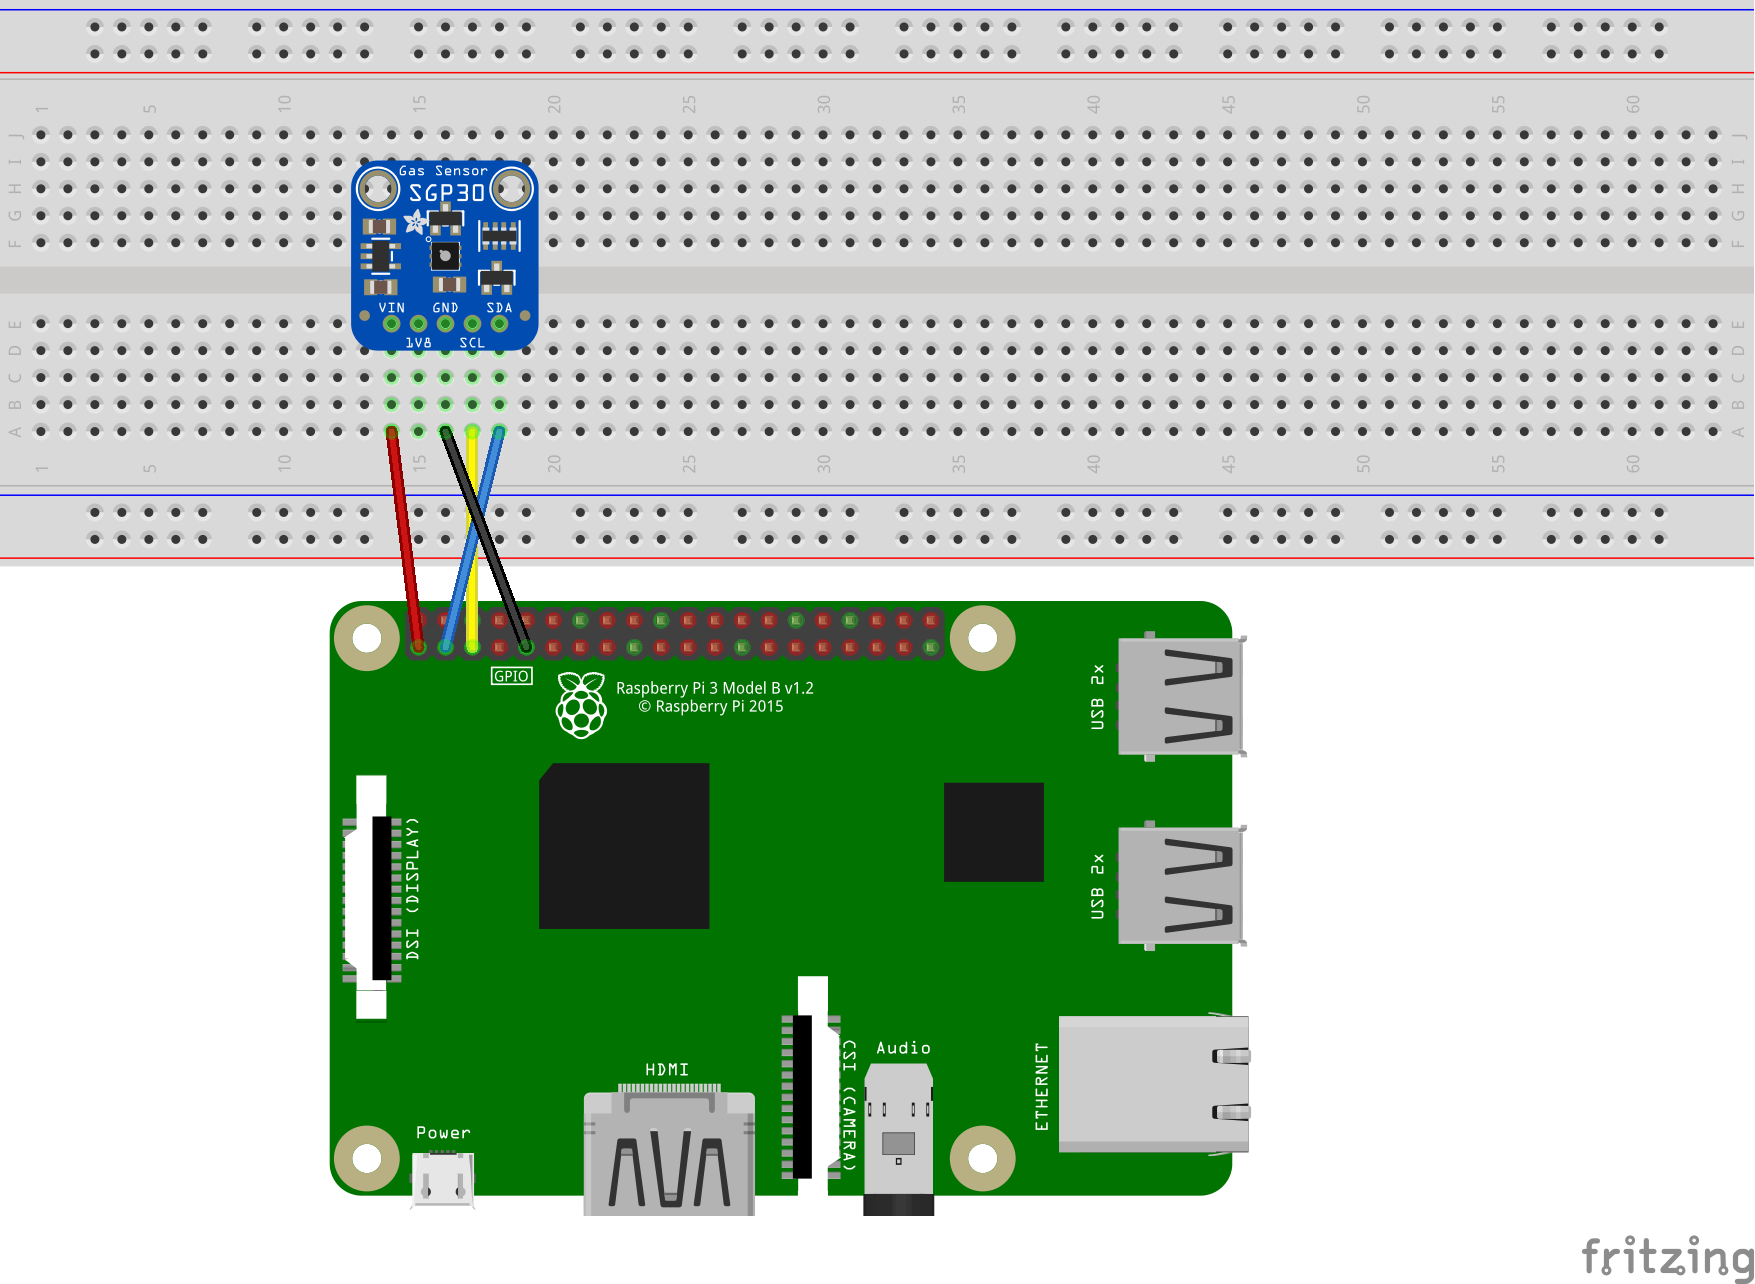 1 5 10 15 20 25 30 35 40 45 50 55 60
J J
I I
H H
G G
F F
Gas Sensor
SGP30
VIN GND SDA
1V8 SCL
E E
D D
C C
B B
A A
1 5 10 15 20 25 30 35 40 45 50 55 60
GPIO
Raspberry Pi 3 Model B v1.2
© Raspberry Pi 2015
USB 2x
USB 2x
DSI (DISPLAY)
CSI (CAMERA)
Audio
HDMI
ETHERNET
Power
fritzing